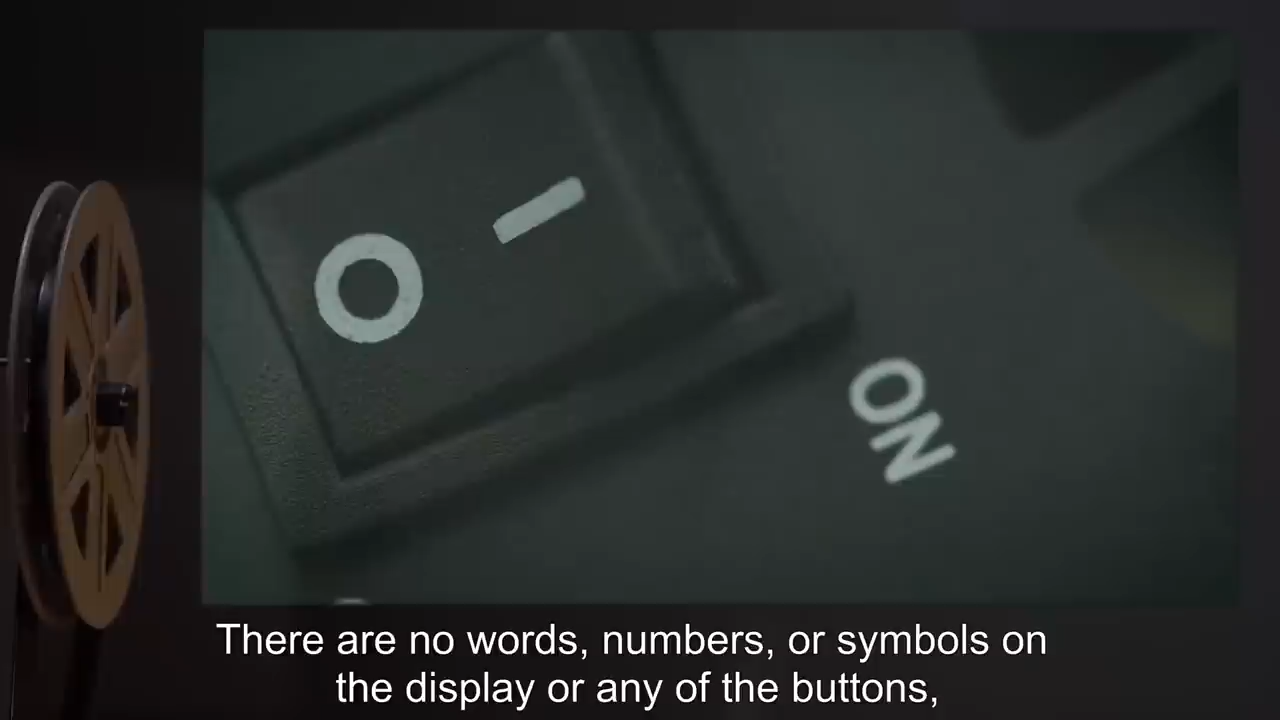 O I
ON
There are no words, numbers, or symbols on
the display or any of the buttons,